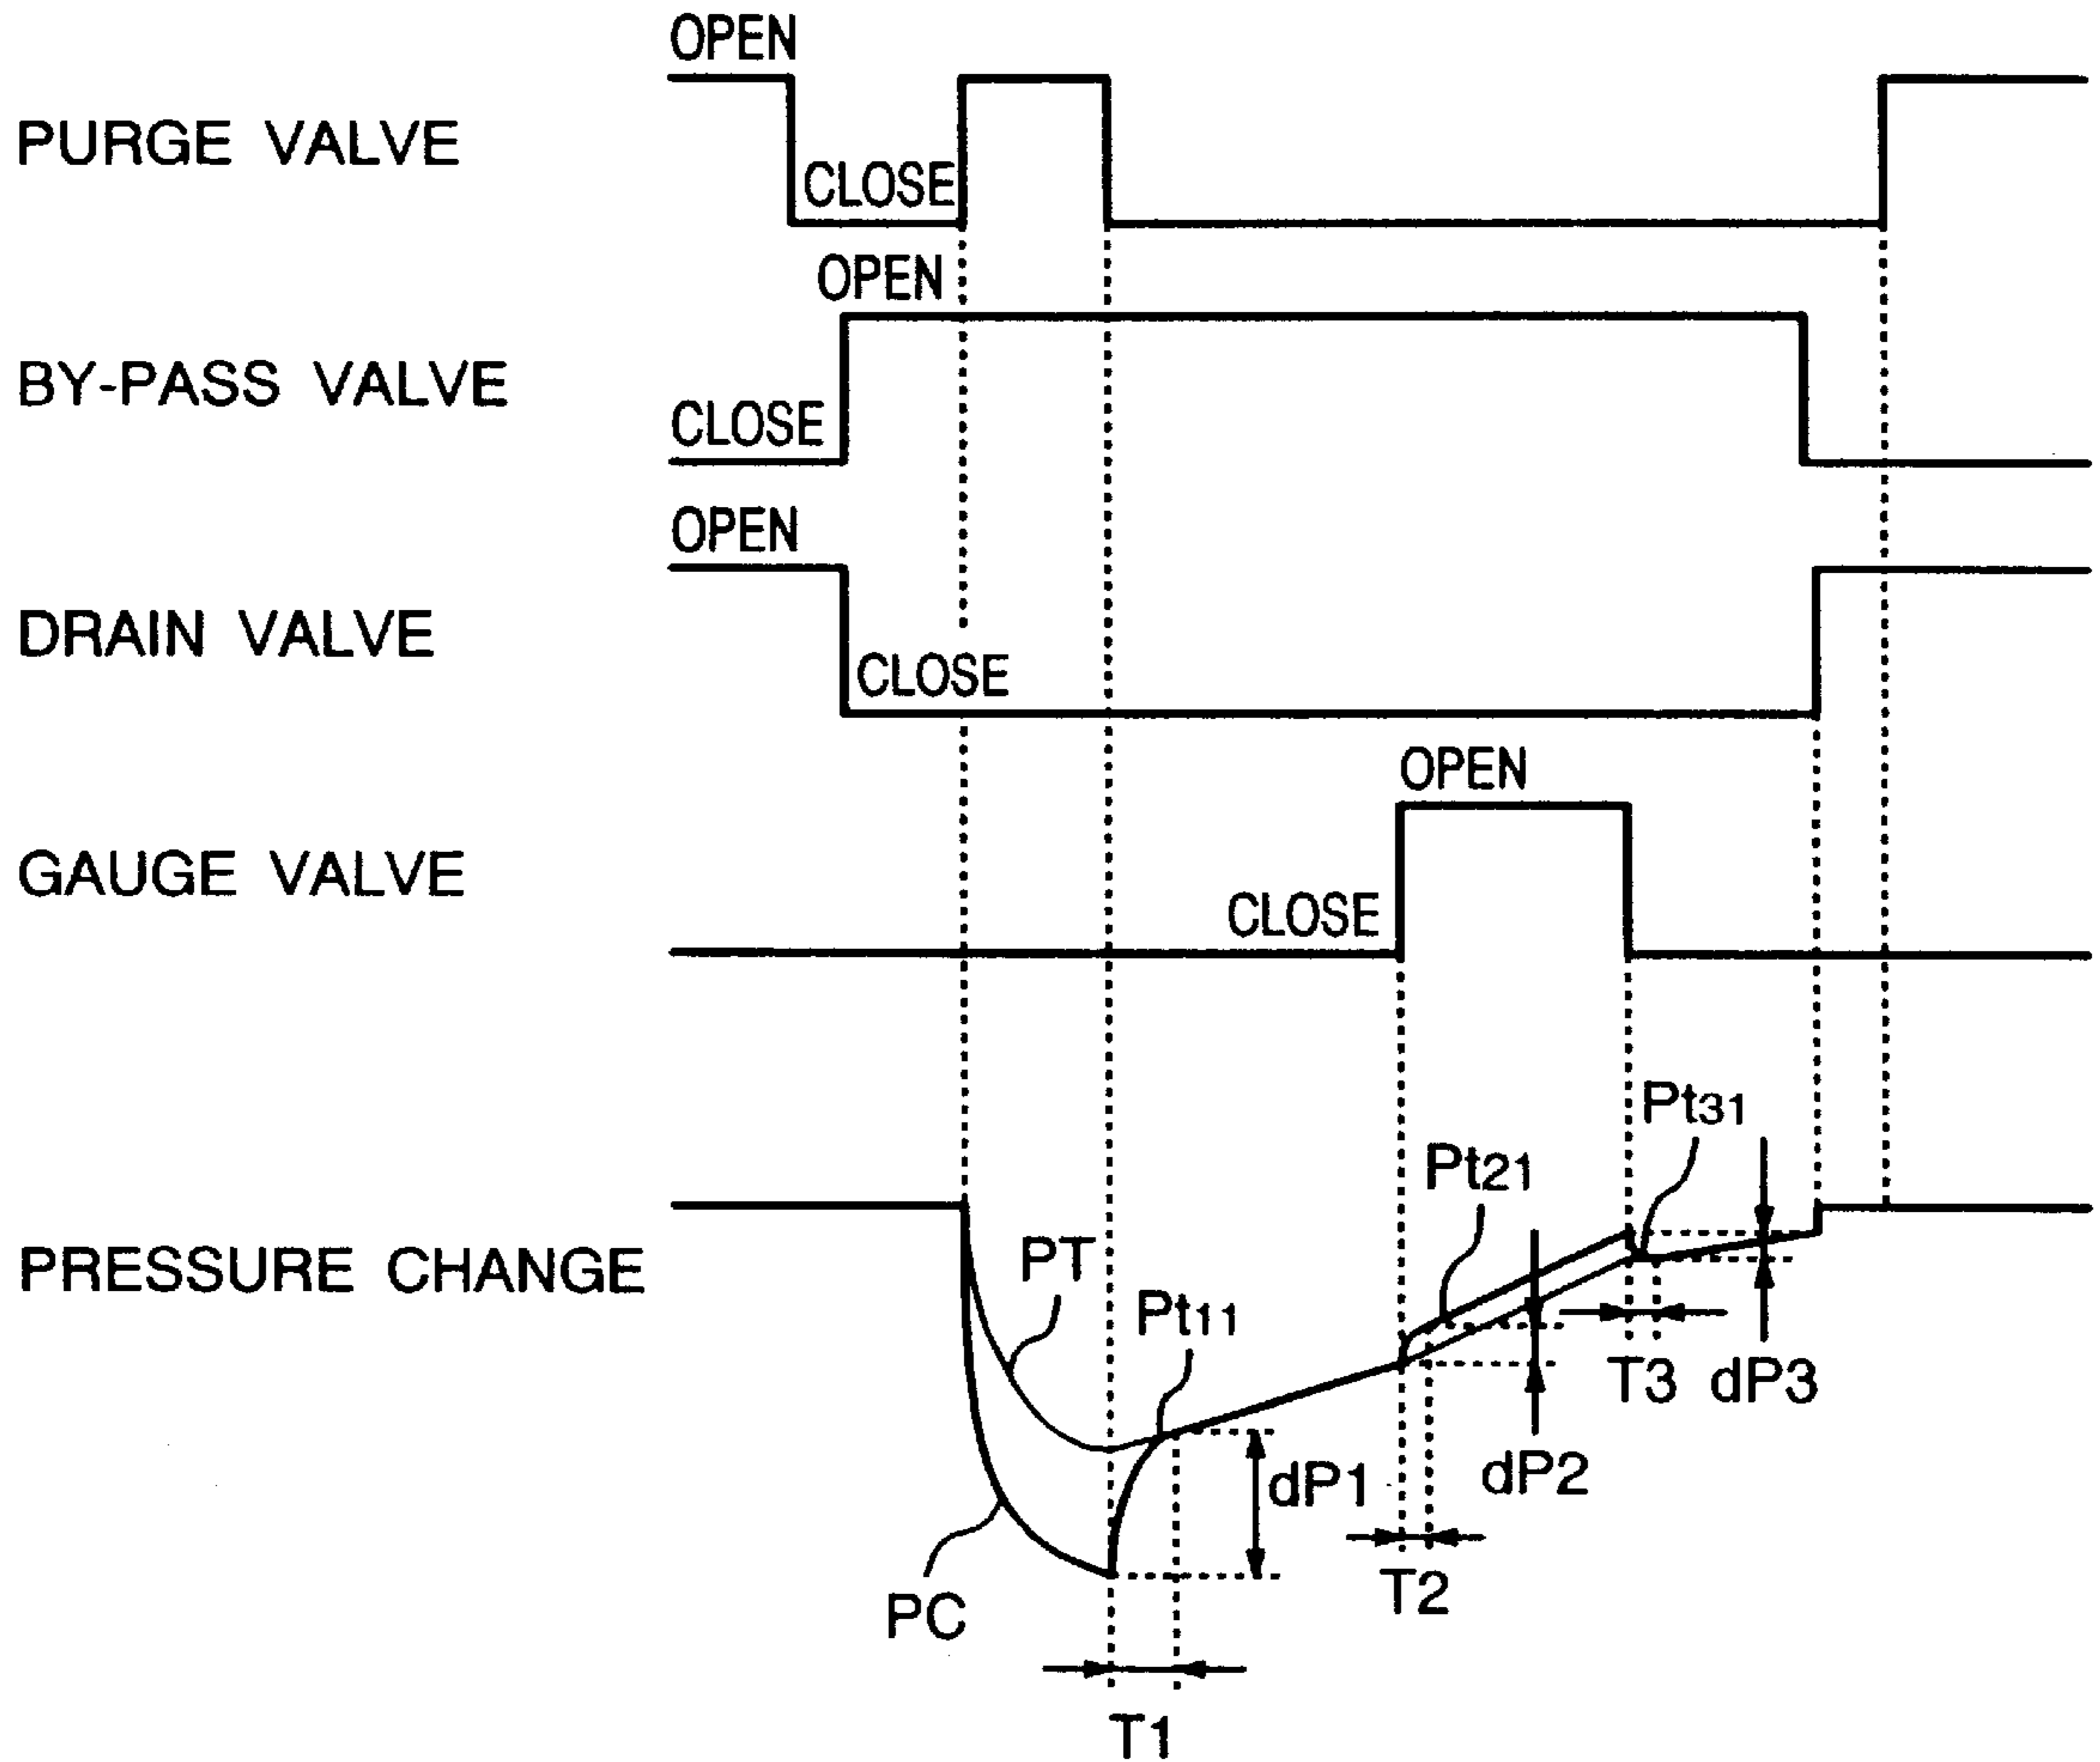 OPEN
PURGE VALVE
CLOSE
OPEN
BY-PASS VALVE
CLOSE
OPEN
DRAIN VALVE
CLOSE
OPEN
GAUGE VALVE
CLOSE
Pt31
Pt21
PRESSURE CHANGE
PT
Pt11
T3
dP3
dP1
dP2
T2
PC
T1